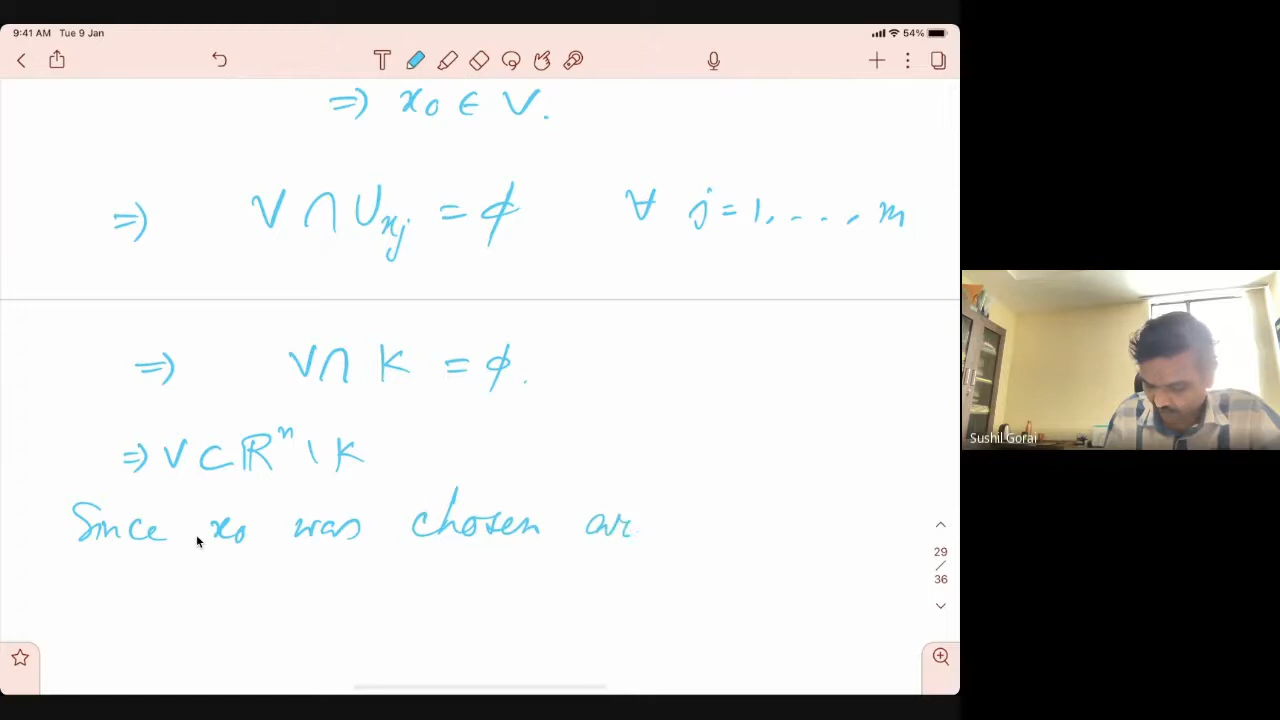 9:41 AM Tue 9 Jan
54%
T
⇒ x₀ ∈ V.
⇒ V ∩ U_{x_j} = ϕ ∀ j = 1, . . . , m
⇒ V ∩ K = ϕ.
⇒ V ⊂ ℝⁿ \ K
Since x₀ was chosen ar
29
/
36
Sushil Gorai